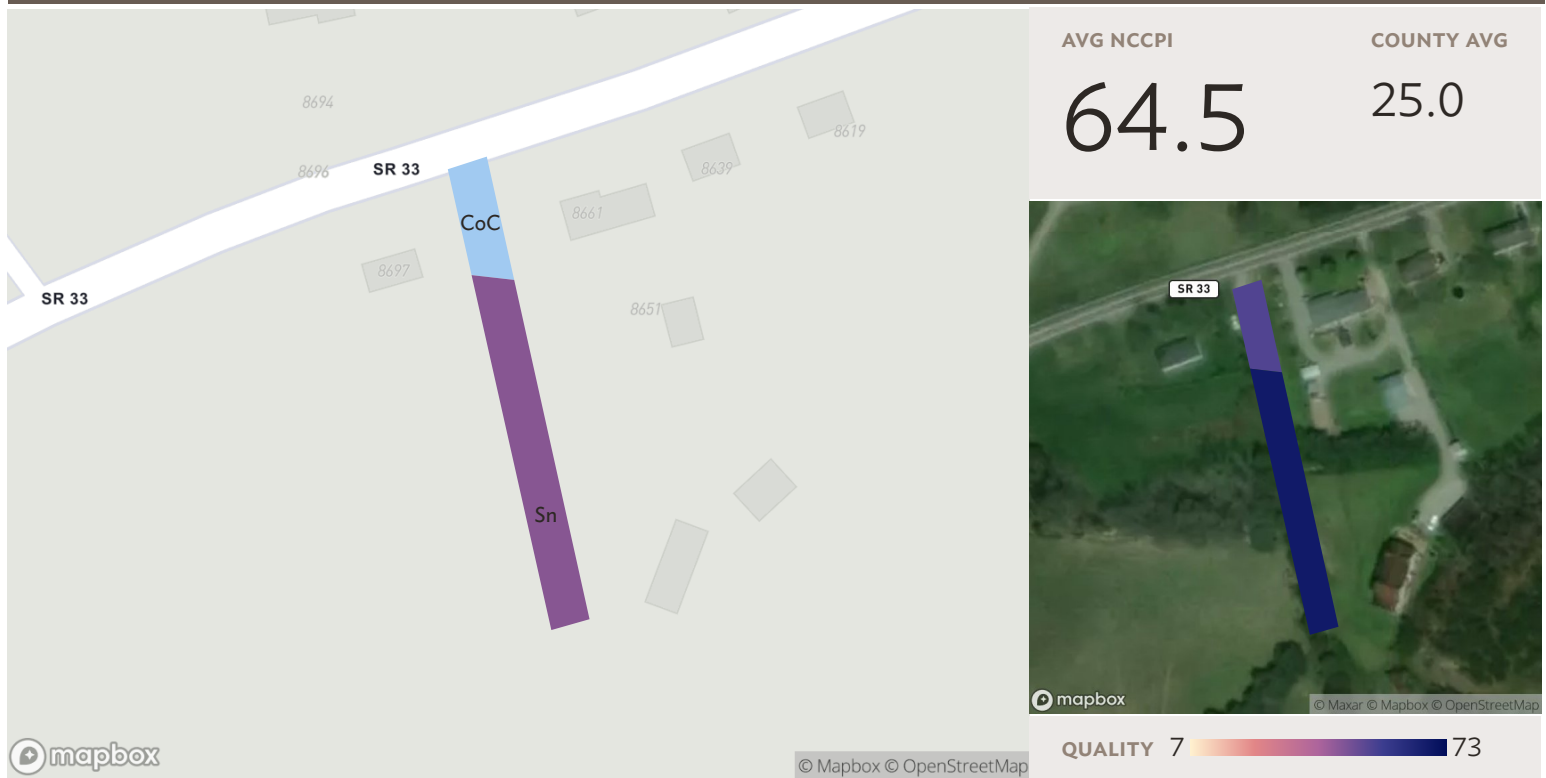 8694
8696
SR 33
8619
8639
8661
CoC
8697
SR 33
8651
Sn
mapbox
© Mapbox © OpenStreetMap
AVG NCCPI
COUNTY AVG
64.5
25.0
SR 33
mapbox
© Maxar © Mapbox © OpenStreetMap
QUALITY 7 73